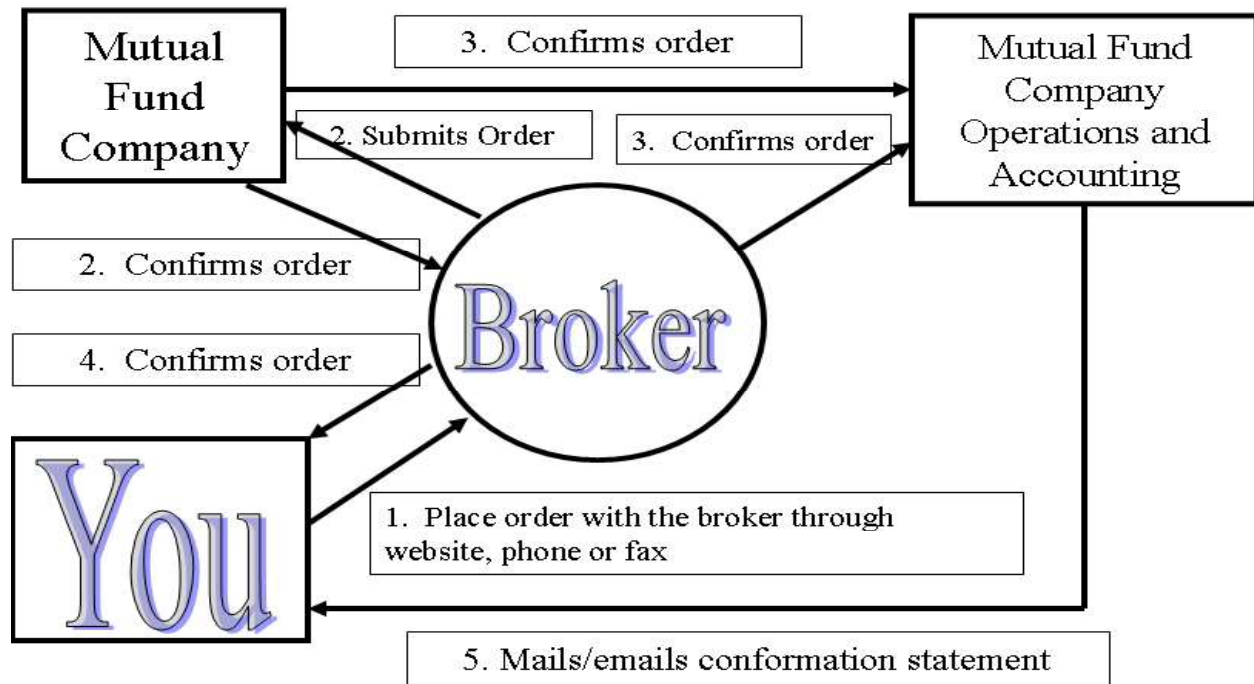 Mutual
Fund
Company
3. Confirms order
Mutual Fund
Company
Operations and
Accounting
2. Submits Order
3. Confirms order
2. Confirms order
Broker
4. Confirms order
You
1. Place order with the broker through
website, phone or fax
5. Mails/emails conformation statement